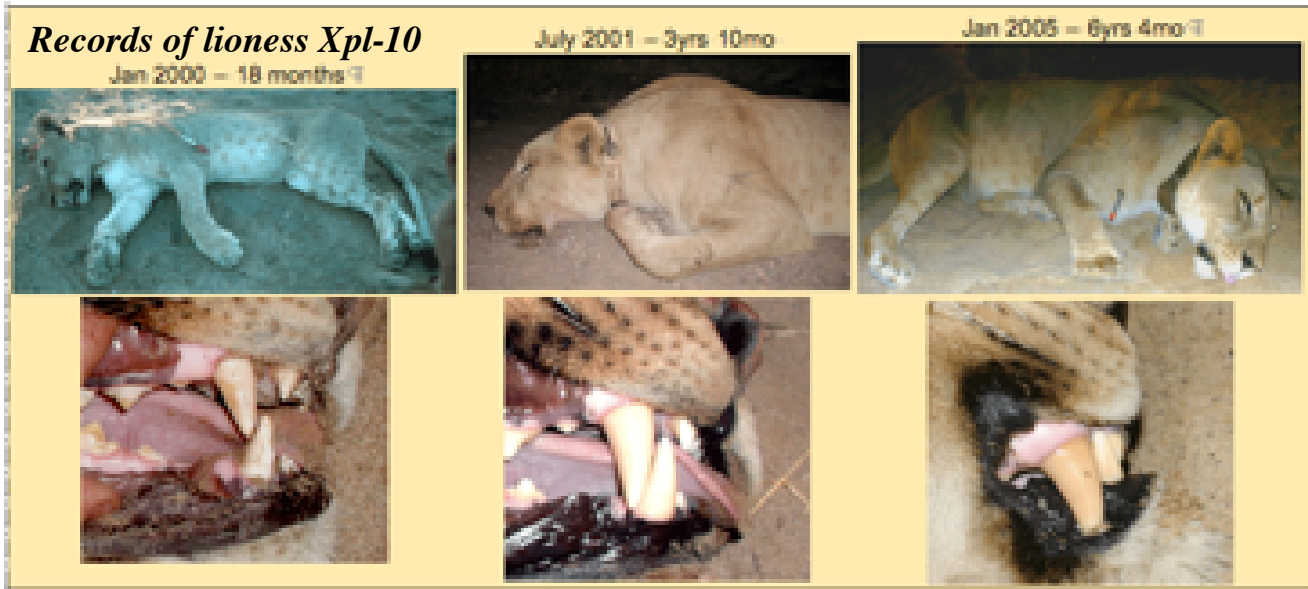 Records of lioness Xpl-10
Jan 2000 – 18 months
July 2001 – 3yrs 10mo
Jan 2005 – 6yrs 4mo